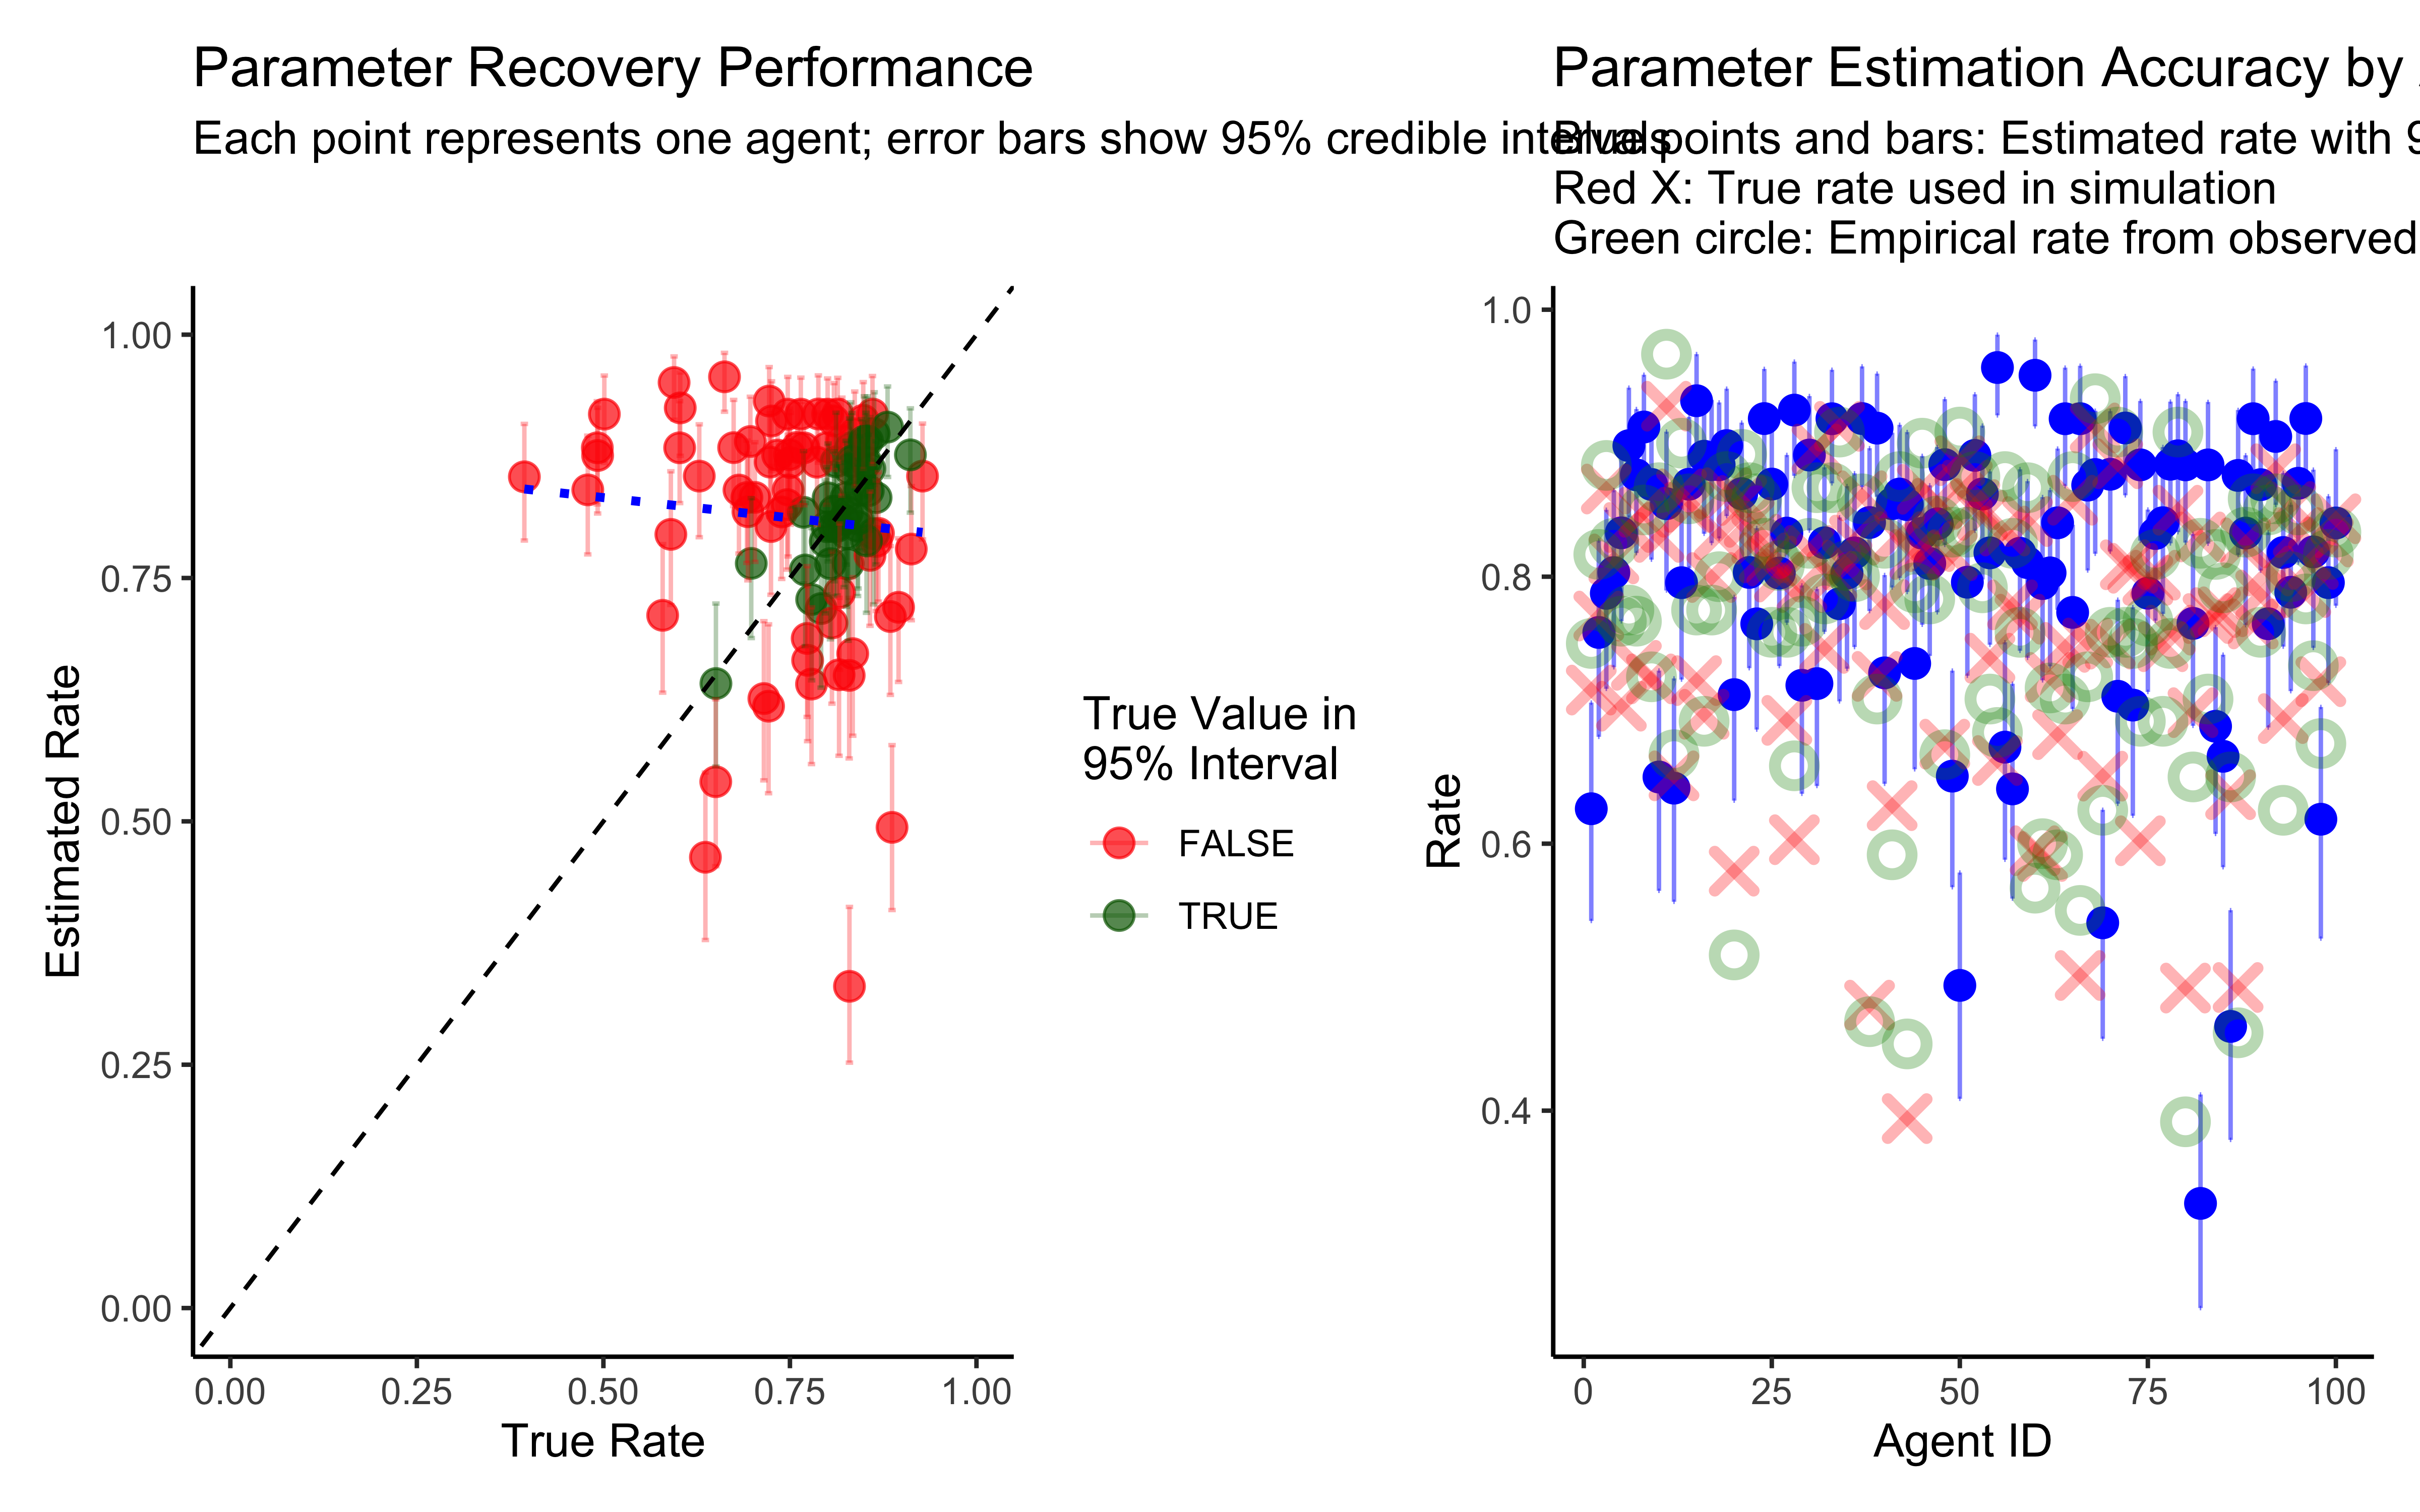 Parameter Recovery Performance
Each point represents one agent; error bars show 95% credible intervals
1.00
0.75
0.50
0.25
0.00
Estimated Rate
0.00 0.25 0.50 0.75 1.00
True Rate
True Value in
95% Interval
FALSE
TRUE
Parameter Estimation Accuracy by
Blue points and bars: Estimated rate with 9
Red X: True rate used in simulation
Green circle: Empirical rate from observed
1.0
0.8
0.6
0.4
Rate
0 25 50 75 100
Agent ID